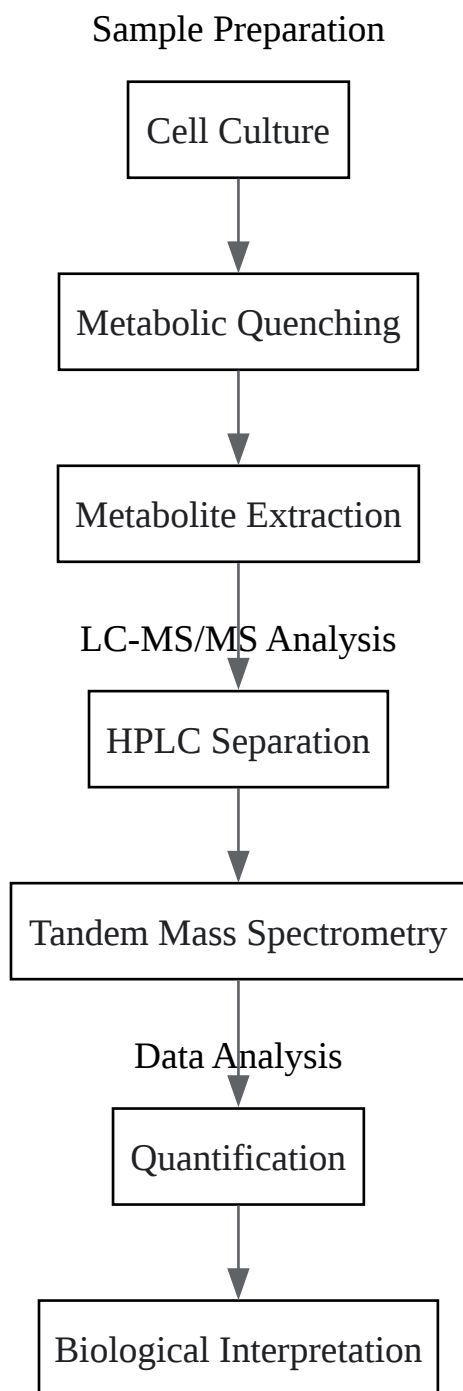 Sample Preparation
Cell Culture
Metabolic Quenching
Metabolite Extraction
LC-MS/MS Analysis
HPLC Separation
Tandem Mass Spectrometry
Data Analysis
Quantification
Biological Interpretation